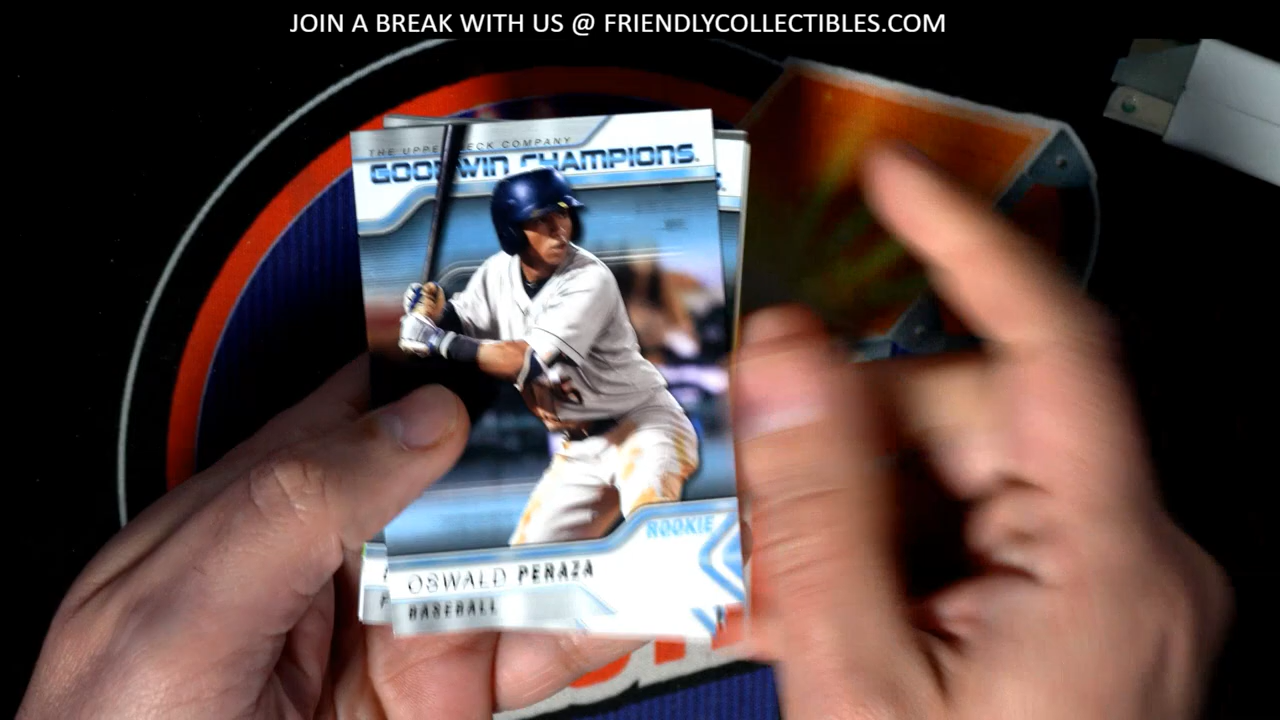 JOIN A BREAK WITH US @ FRIENDLYCOLLECTIBLES.COM
THE UPPER DECK COMPANY
GOODWIN CHAMPIONS.
ROOKIE
OSWALD PERAZA
BASEBALL